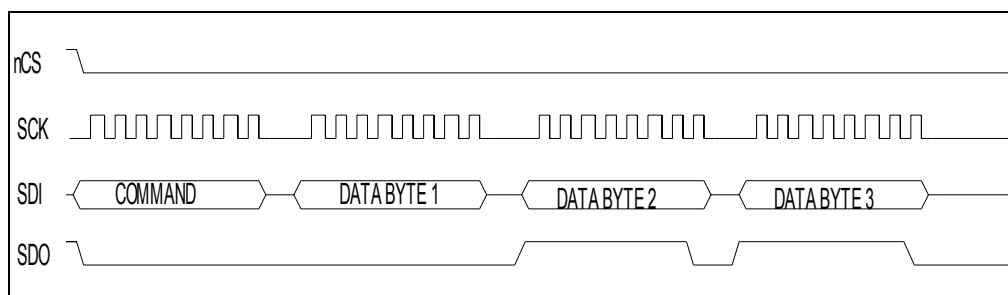 nCS
SCK
SDI COMMAND DATA BYTE 1 DATA BYTE 2 DATA BYTE 3
SDO